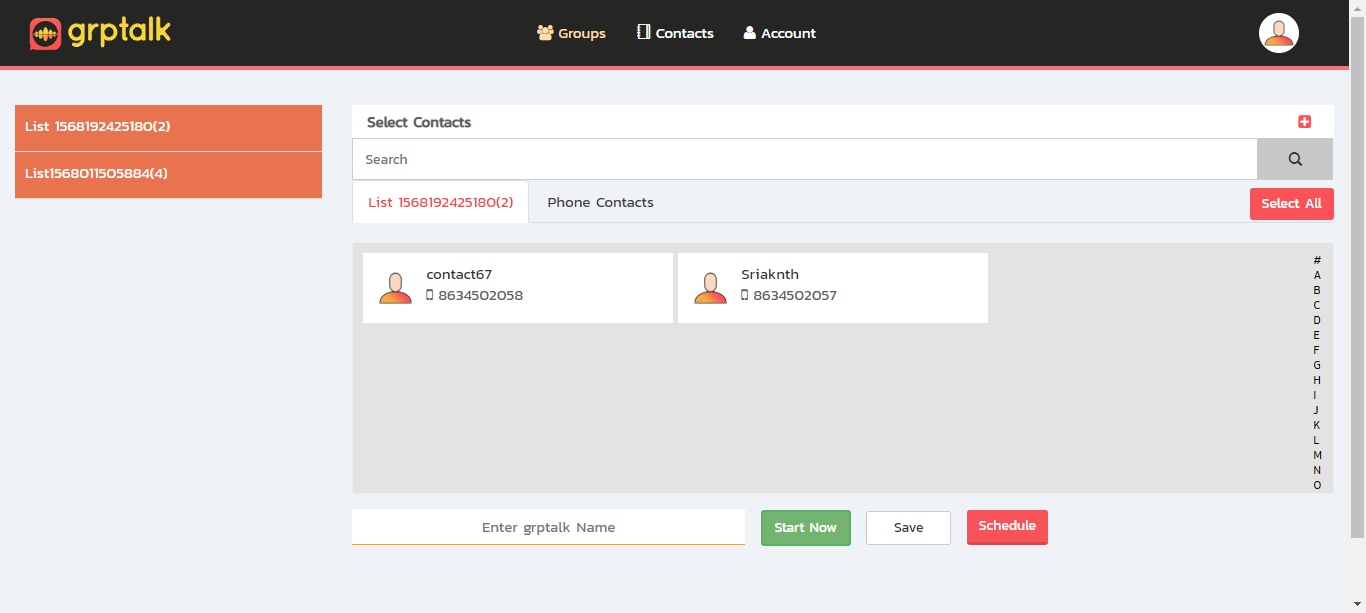 grptalk
Groups Contacts Account
List 1568192425180(2)
List1568011505884(4)
Select Contacts
Search
List 1568192425180(2) Phone Contacts Select All
contact67
8634502058
Sriaknth
8634502057
#
A
B
C
D
E
F
G
H
I
J
K
L
M
N
O
Enter grptalk Name Start Now Save Schedule